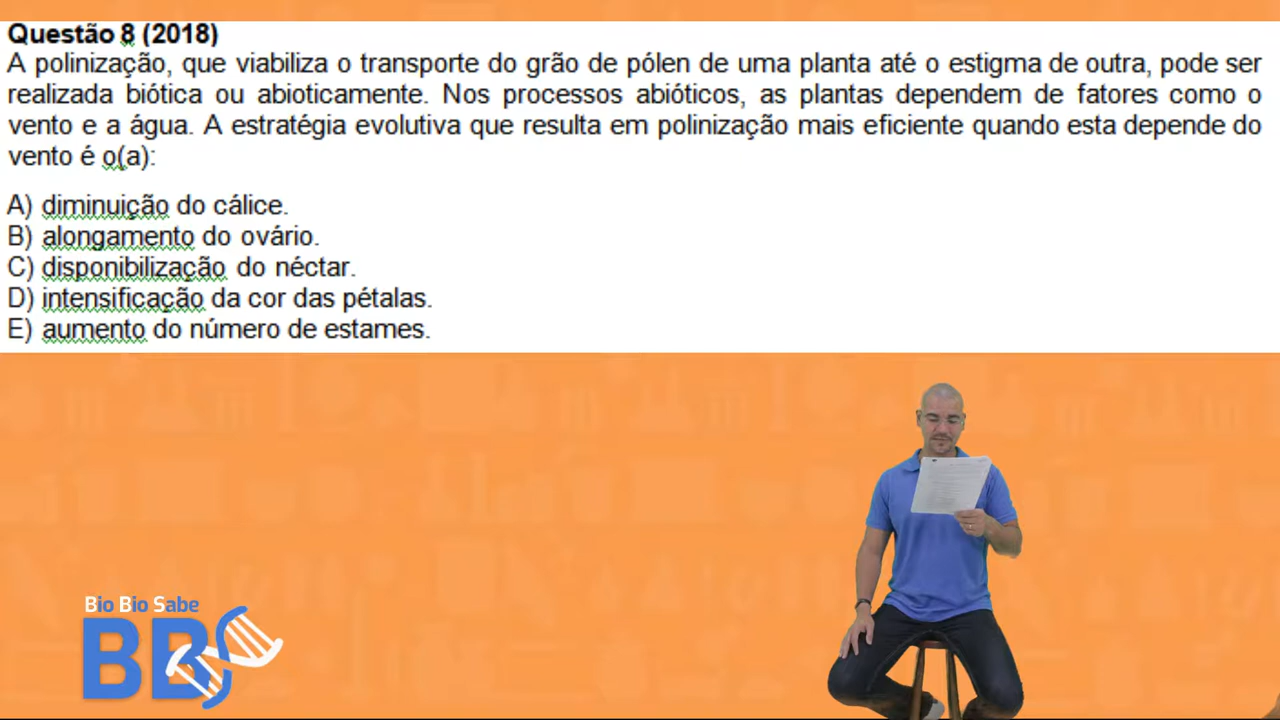 Questão 8 (2018)
A polinização, que viabiliza o transporte do grão de pólen de uma planta até o estigma de outra, pode ser
realizada biótica ou abioticamente. Nos processos abióticos, as plantas dependem de fatores como o
vento e a água. A estratégia evolutiva que resulta em polinização mais eficiente quando esta depende do
vento é o(a):
A) diminuição do cálice.
B) alongamento do ovário.
C) disponibilização do néctar.
D) intensificação da cor das pétalas.
E) aumento do número de estames.
Bio Bio Sabe
BBS